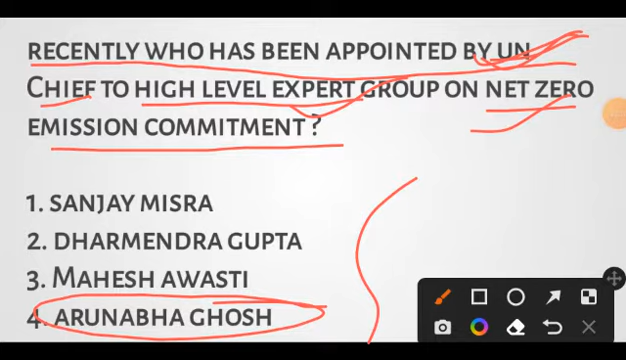 RECENTLY WHO HAS BEEN APPOINTED BY UN
CHIEF TO HIGH LEVEL EXPERT GROUP ON NET ZERO
EMISSION COMMITMENT ?
1. SANJAY MISRA
2. DHARMENDRA GUPTA
3. MAHESH AWASTI
4. ARUNABHA GHOSH